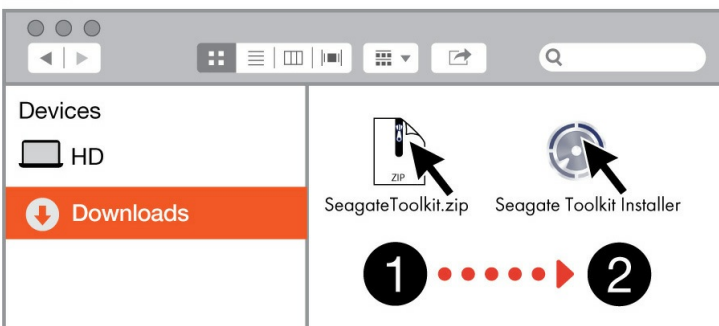 Devices
HD
Downloads
ZIP
SeagateToolkit.zip
Seagate Toolkit Installer
1
2